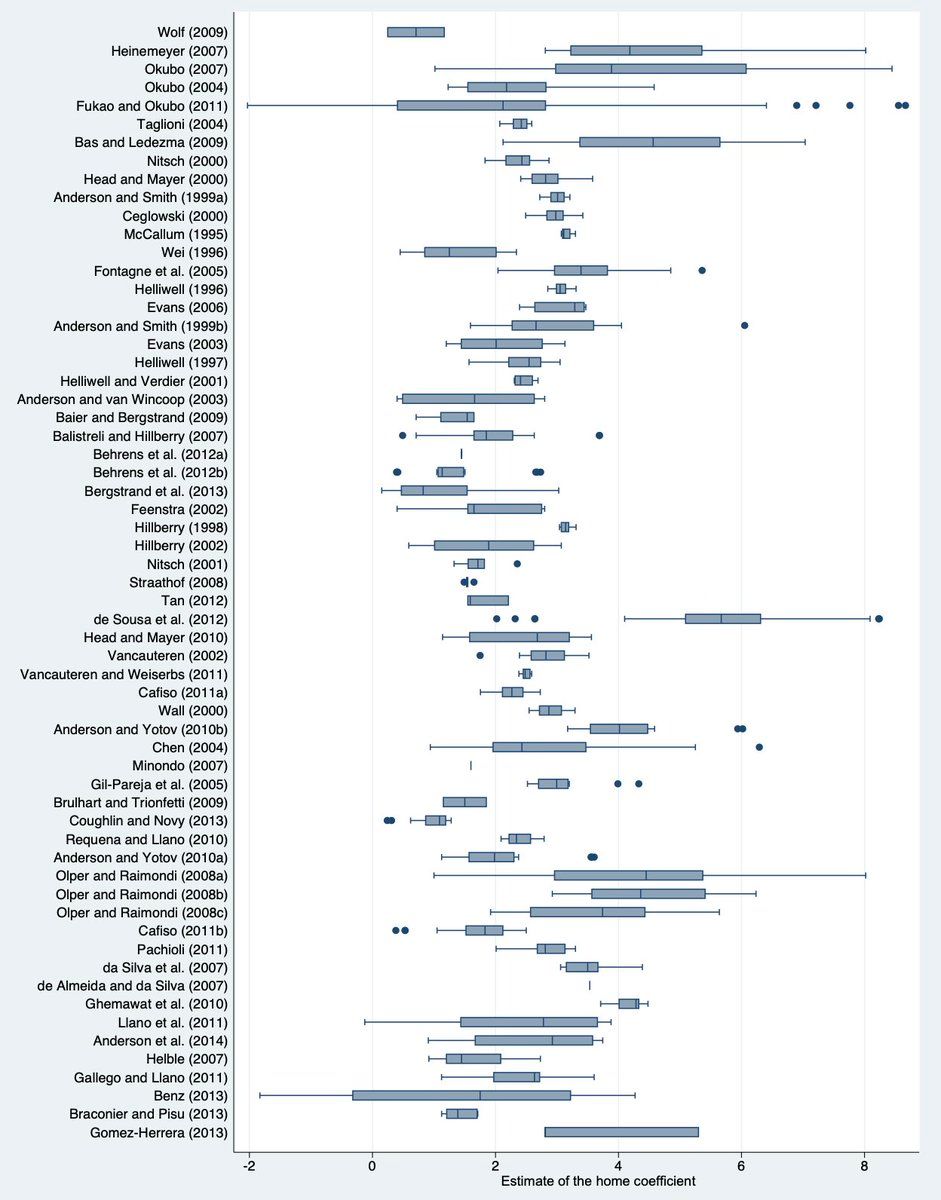 Wolf (2009)
Heinemeyer (2007)
Okubo (2007)
Okubo (2004)
Fukao and Okubo (2011)
Taglioni (2004)
Bas and Ledezma (2009)
Nitsch (2000)
Head and Mayer (2000)
Anderson and Smith (1999a)
Ceglowski (2000)
McCallum (1995)
Wei (1996)
Fontagne et al. (2005)
Helliwell (1996)
Evans (2006)
Anderson and Smith (1999b)
Evans (2003)
Helliwell (1997)
Helliwell and Verdier (2001)
Anderson and van Wincoop (2003)
Baier and Bergstrand (2009)
Balistreli and Hillberry (2007)
Behrens et al. (2012a)
Behrens et al. (2012b)
Bergstrand et al. (2013)
Feenstra (2002)
Hillberry (1998)
Hillberry (2002)
Nitsch (2001)
Straathof (2008)
Tan (2012)
de Sousa et al. (2012)
Head and Mayer (2010)
Vancauteren (2002)
Vancauteren and Weiserbs (2011)
Cafiso (2011a)
Wall (2000)
Anderson and Yotov (2010b)
Chen (2004)
Minondo (2007)
Gil-Pareja et al. (2005)
Brulhart and Trionfetti (2009)
Coughlin and Novy (2013)
Requena and Llano (2010)
Anderson and Yotov (2010a)
Olper and Raimondi (2008a)
Olper and Raimondi (2008b)
Olper and Raimondi (2008c)
Cafiso (2011b)
Pachioli (2011)
da Silva et al. (2007)
de Almeida and da Silva (2007)
Ghemawat et al. (2010)
Llano et al. (2011)
Anderson et al. (2014)
Helble (2007)
Gallego and Llano (2011)
Benz (2013)
Braconier and Pisu (2013)
Gomez-Herrera (2013)
-2 0 2 4 6 8
Estimate of the home coefficient